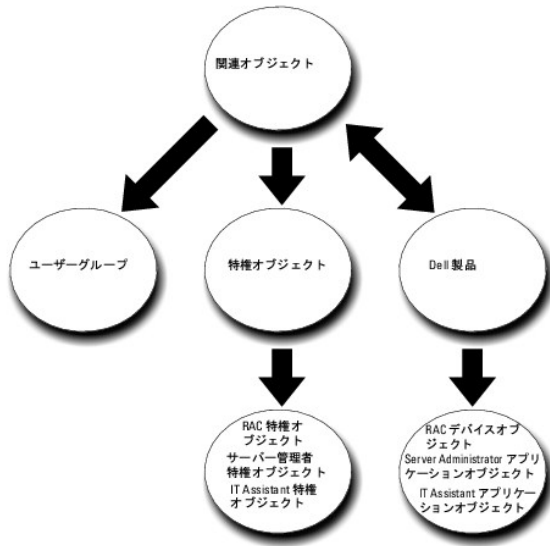 関連オブジェクト
ユーザーグループ
特権オブジェクト
Dell 製品
RAC 特権オ
ブジェクト
サーバー管理者
特権オブジェクト
IT Assistant 特権
オブジェクト
RAC デバイスオブ
ジェクト
Server Administrator アプリ
ケーションオブジェクト
IT Assistant アプリケー
ションオブジェクト